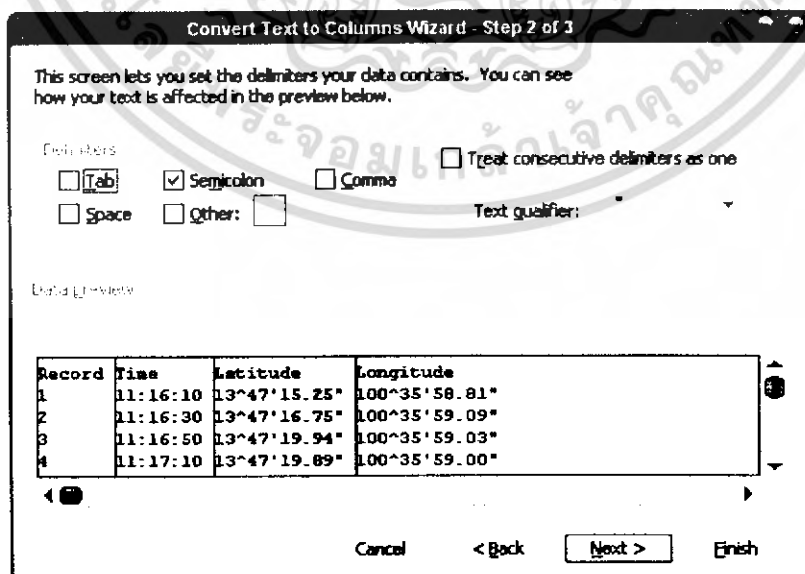 Convert Text to Columns Wizard - Step 2 of 3
This screen lets you set the delimiters your data contains. You can see
how your text is affected in the preview below.
Delimiters
Tab Semicolon Comma Treat consecutive delimiters as one
Space Other: Text qualifier: "
Data preview
Record Time Latitude Longitude
1 11:16:10 13^47'15.25" 100^35'58.81"
2 11:16:30 13^47'16.75" 100^35'59.09"
3 11:16:50 13^47'19.94" 100^35'59.03"
4 11:17:10 13^47'19.89" 100^35'59.00"
Cancel < Back Next > Finish